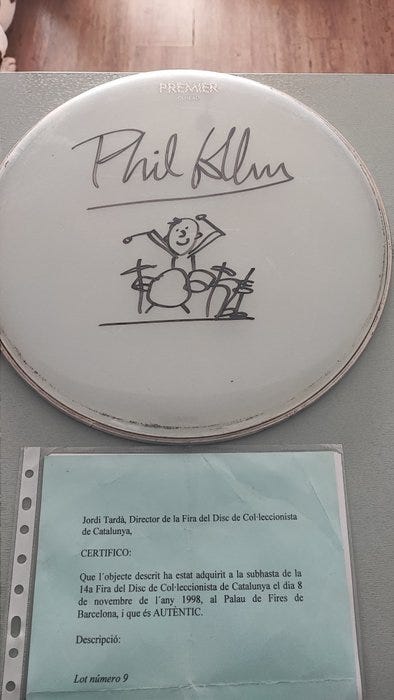 PREMIER
Phil
Jordi Tardà, Director de la Fira del Disc de Col·leccionista
de Catalunya,
CERTIFICO:
Que l'objecte descrit ha estat adquirit a la subhasta de la
14a Fira del Disc de Col·leccionista de Catalunya el dia 8
de novembre de l'any 1998, al Palau de Fires de
Barcelona, i que és AUTÈNTIC.
Descripció:
Lot número 9